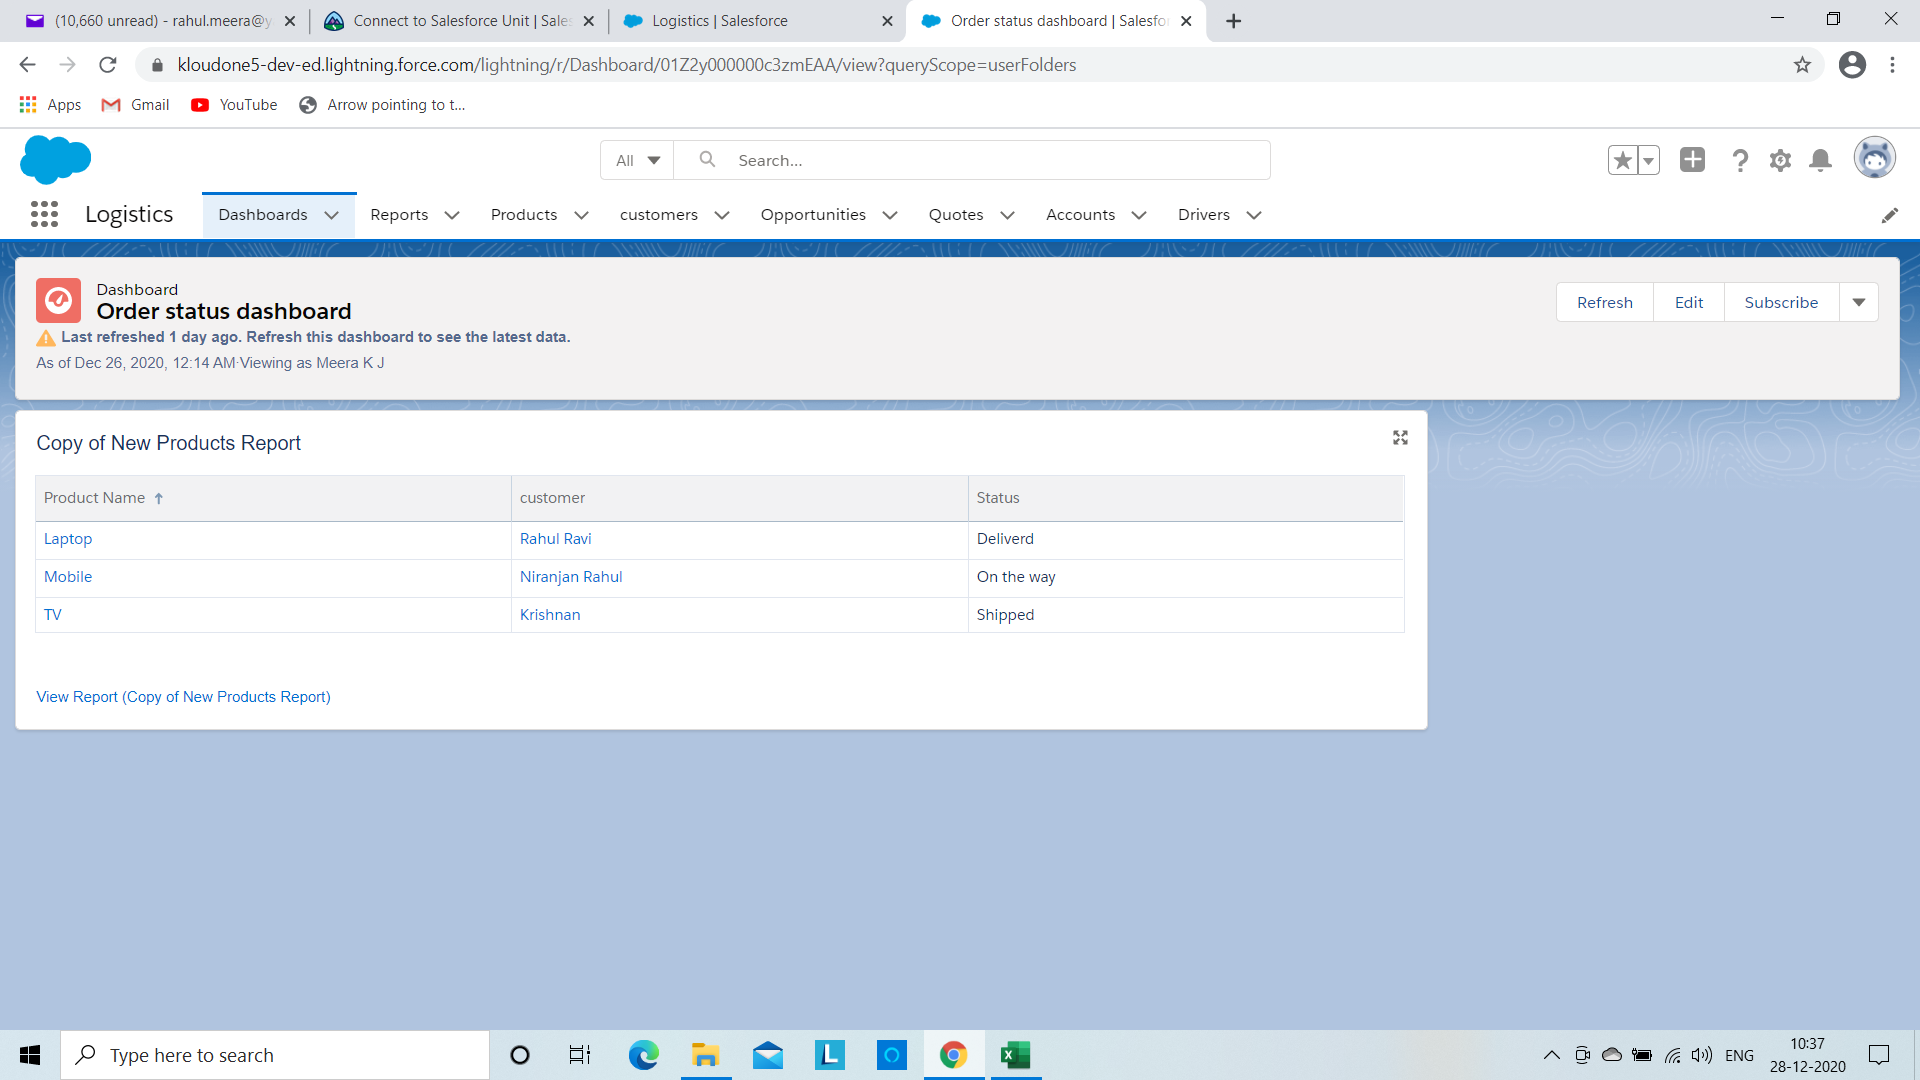 (10,660 unread) - rahul.meera@y
Connect to Salesforce Unit | Sales
Logistics | Salesforce
Order status dashboard | Salesfor
kloudone5-dev-ed.lightning.force.com/lightning/r/Dashboard/01Z2y000000c3zmEAA/view?queryScope=userFolders
Apps Gmail YouTube Arrow pointing to t...
All Search...
Logistics Dashboards Reports Products customers Opportunities Quotes Accounts Drivers
Dashboard
Order status dashboard
Last refreshed 1 day ago. Refresh this dashboard to see the latest data.
As of Dec 26, 2020, 12:14 AM·Viewing as Meera K J
Refresh Edit Subscribe
Copy of New Products Report
Product Name customer Status
Laptop Rahul Ravi Deliverd
Mobile Niranjan Rahul On the way
TV Krishnan Shipped
View Report (Copy of New Products Report)
Type here to search
ENG
10:37
28-12-2020